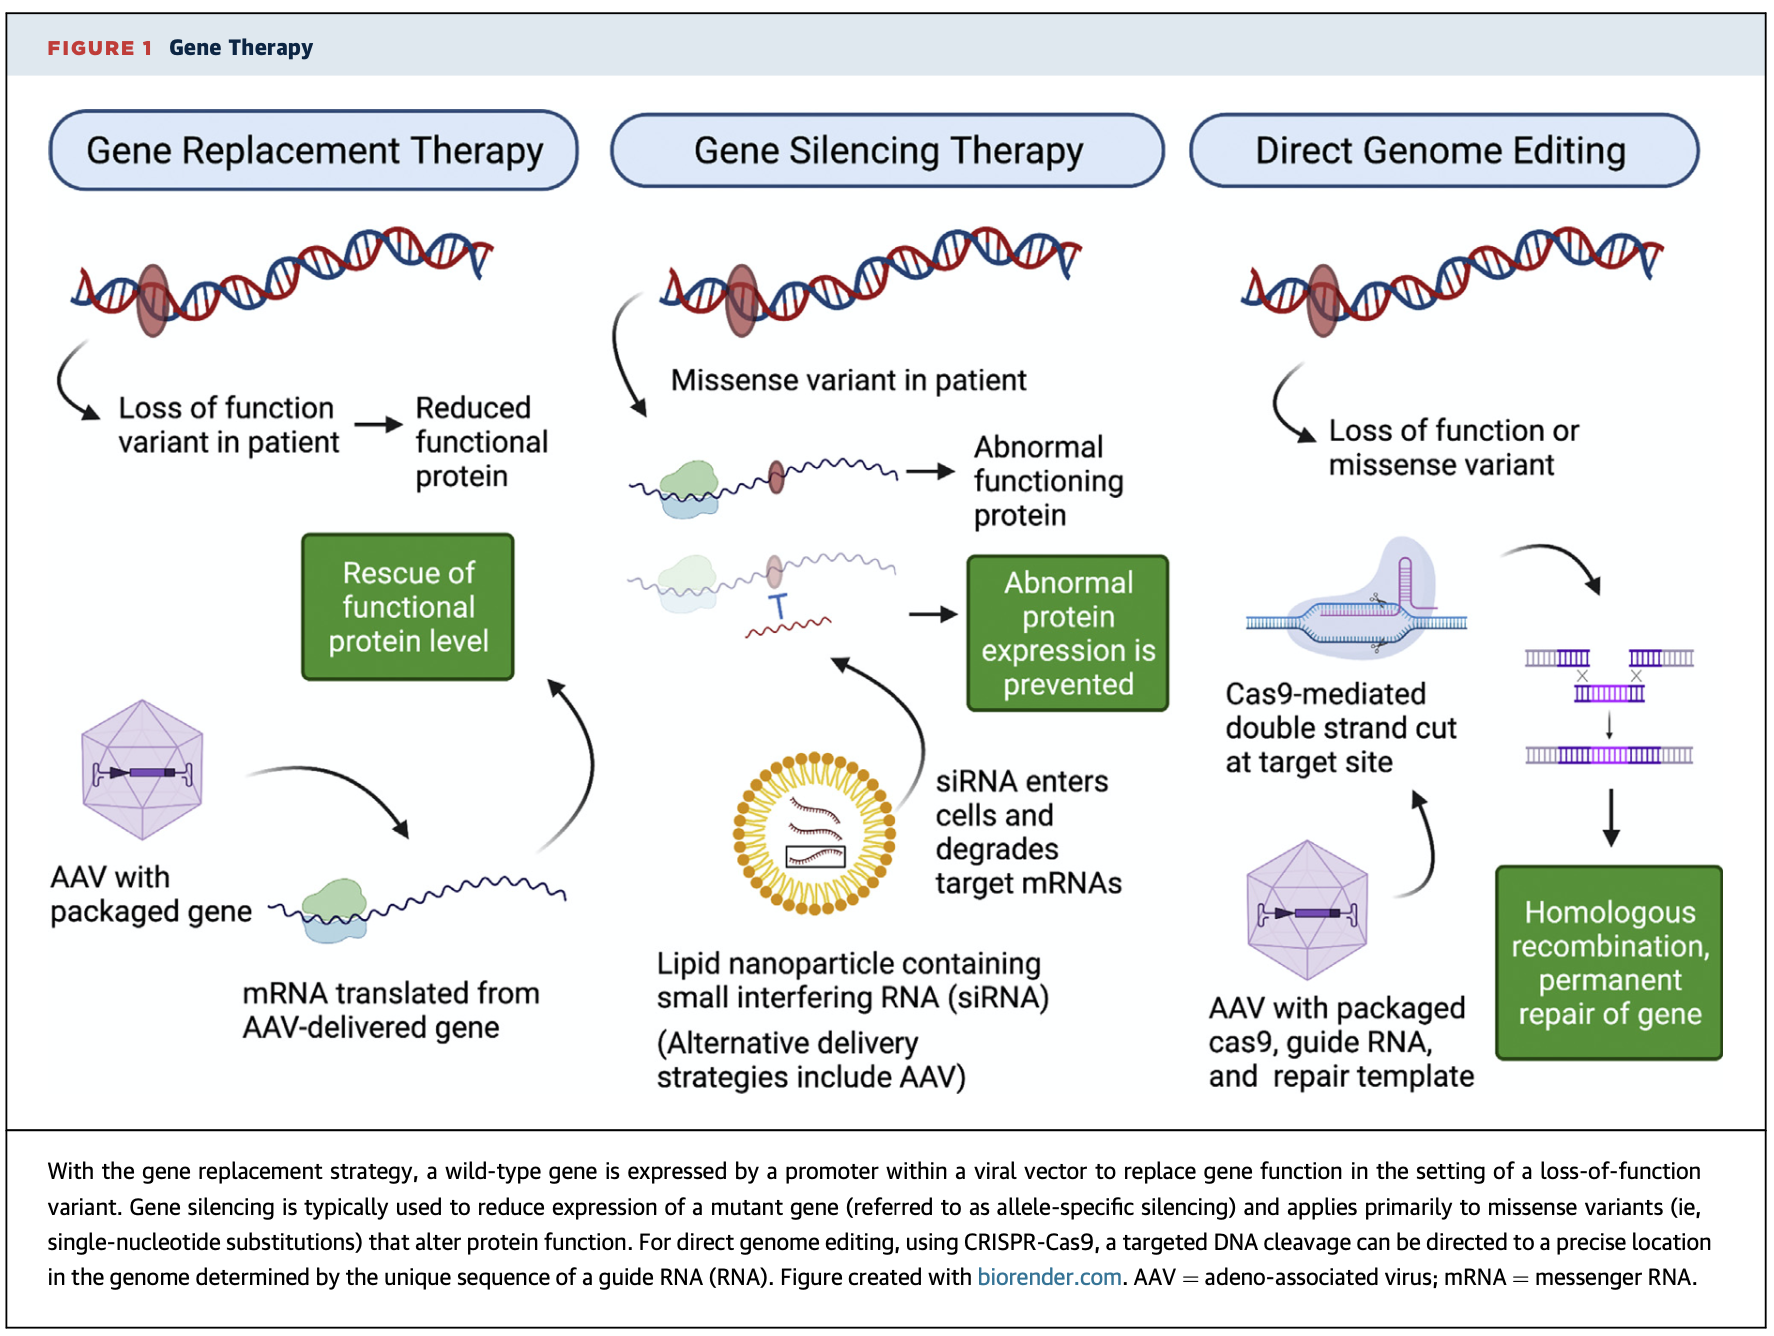 FIGURE 1 Gene Therapy
Gene Replacement Therapy
Loss of function
variant in patient
Reduced
functional
protein
Rescue of
functional
protein level
AAV with
packaged gene
mRNA translated from
AAV-delivered gene
Gene Silencing Therapy
Missense variant in patient
Abnormal
functioning
protein
Abnormal
protein
expression is
prevented
siRNA enters
cells and
degrades
target mRNAs
Lipid nanoparticle containing
small interfering RNA (siRNA)
(Alternative delivery
strategies include AAV)
Direct Genome Editing
Loss of function or
missense variant
Cas9-mediated
double strand cut
at target site
AAV with packaged
cas9, guide RNA,
and repair template
Homologous
recombination,
permanent
repair of gene
With the gene replacement strategy, a wild-type gene is expressed by a promoter within a viral vector to replace gene function in the setting of a loss-of-function
variant. Gene silencing is typically used to reduce expression of a mutant gene (referred to as allele-specific silencing) and applies primarily to missense variants (ie,
single-nucleotide substitutions) that alter protein function. For direct genome editing, using CRISPR-Cas9, a targeted DNA cleavage can be directed to a precise location
in the genome determined by the unique sequence of a guide RNA (RNA). Figure created with biorender.com. AAV = adeno-associated virus; mRNA = messenger RNA.